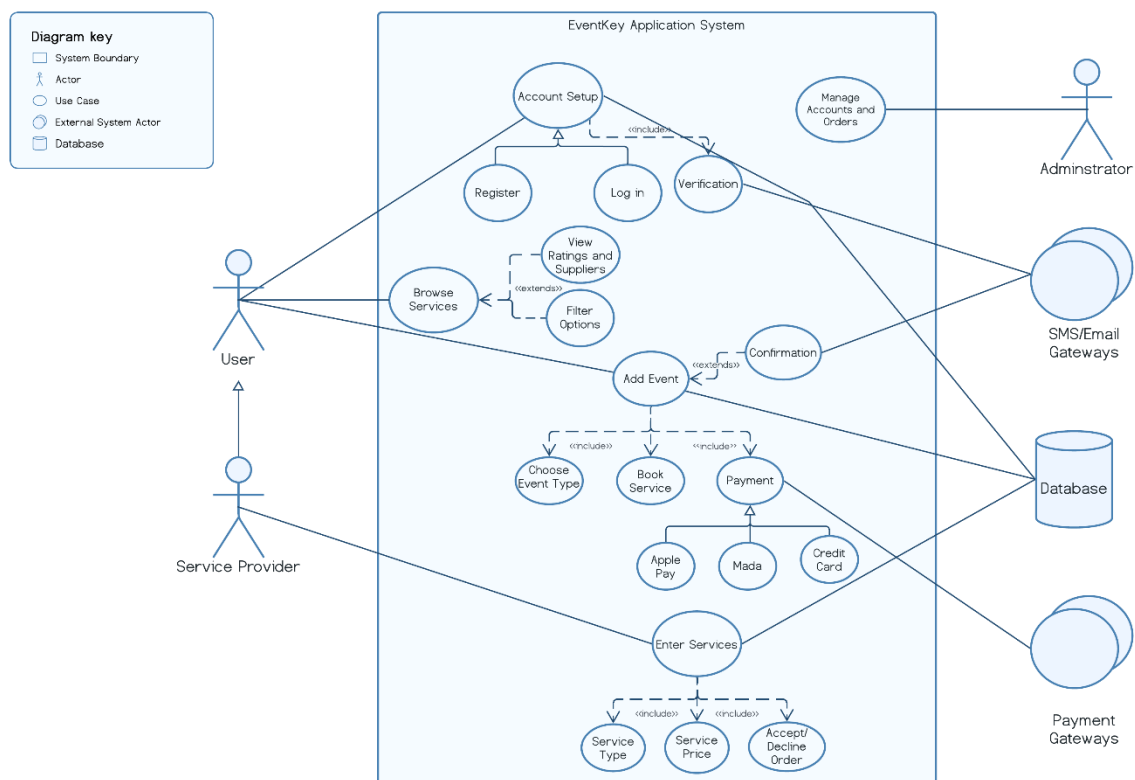 EventKey Application System
Diagram key
System Boundary
Actor
Use Case
External System Actor
Database
Account Setup
<<include>>
Manage
Accounts and
Orders
Adminstrator
Register
Log in
Verification
View
Ratings and
Suppliers
<<extends>>
Browse
Services
Filter
Options
User
SMS/Email
Gateways
Confirmation
<<extends>>
Add Event
<<include>>
<<include>>
Choose
Event Type
Book
Service
Payment
Database
Service Provider
Apple
Pay
Mada
Credit
Card
Enter Services
<<include>>
<<include>>
Service
Type
Service
Price
Accept/
Decline
Order
Payment
Gateways